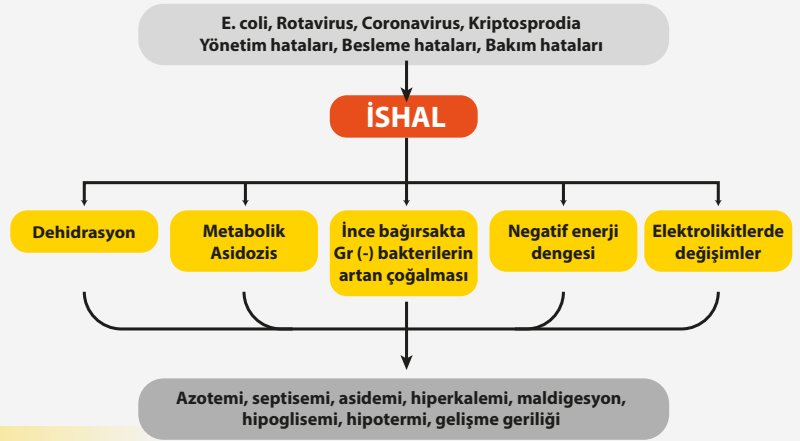 E. coli, Rotavirus, Coronavirus, Kriptosprodia
Yönetim hataları, Besleme hataları, Bakım hataları
İSHAL
Dehidrasyon
Metabolik
Asidozis
İnce bağırsakta
Gr (-) bakterilerin
artan çoğalması
Negatif enerji
dengesi
Elektrolikitlerde
değişimler
Azotemi, septisemi, asidemi, hiperkalemi, maldigesyon,
hipoglisemi, hipotermi, gelişme geriliği